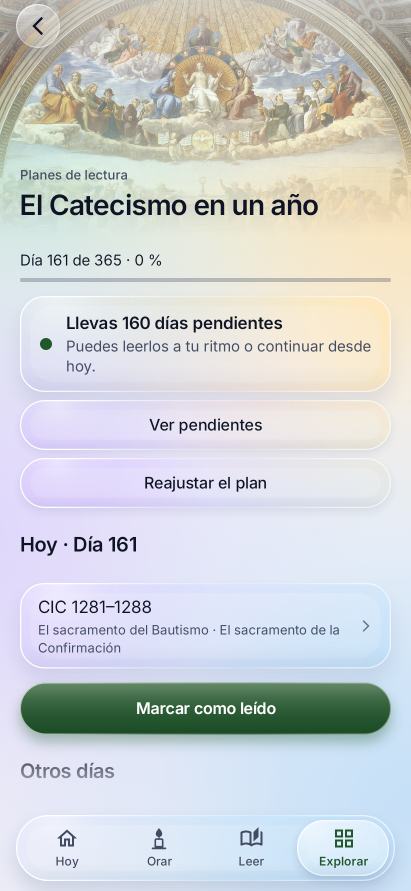 Planes de lectura
El Catecismo en un año
Día 161 de 365 · 0 %
Llevas 160 días pendientes
Puedes leerlos a tu ritmo o continuar desde
hoy.
Ver pendientes
Reajustar el plan
Hoy · Día 161
CIC 1281–1288
El sacramento del Bautismo · El sacramento de la
Confirmación
Marcar como leído
Otros días
Hoy
Orar
Leer
Explorar